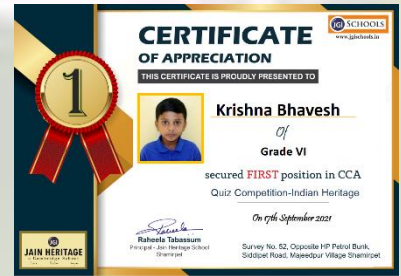 CERTIFICATE
OF APPRECIATION
THIS CERTIFICATE IS PROUDLY PRESENTED TO
JGI SCHOOLS
www.jgischools.in
1
Krishna Bhavesh
Of
Grade VI
secured FIRST position in CCA
Quiz Competition-Indian Heritage
On 17th September 2021
Raheela Tabassum
Principal - Jain Heritage School
Shamirpet
Survey No. 52, Opposite HP Petrol Bunk,
Siddipet Road, Majeedpur Village Shamirpet
JGI
JAIN HERITAGE